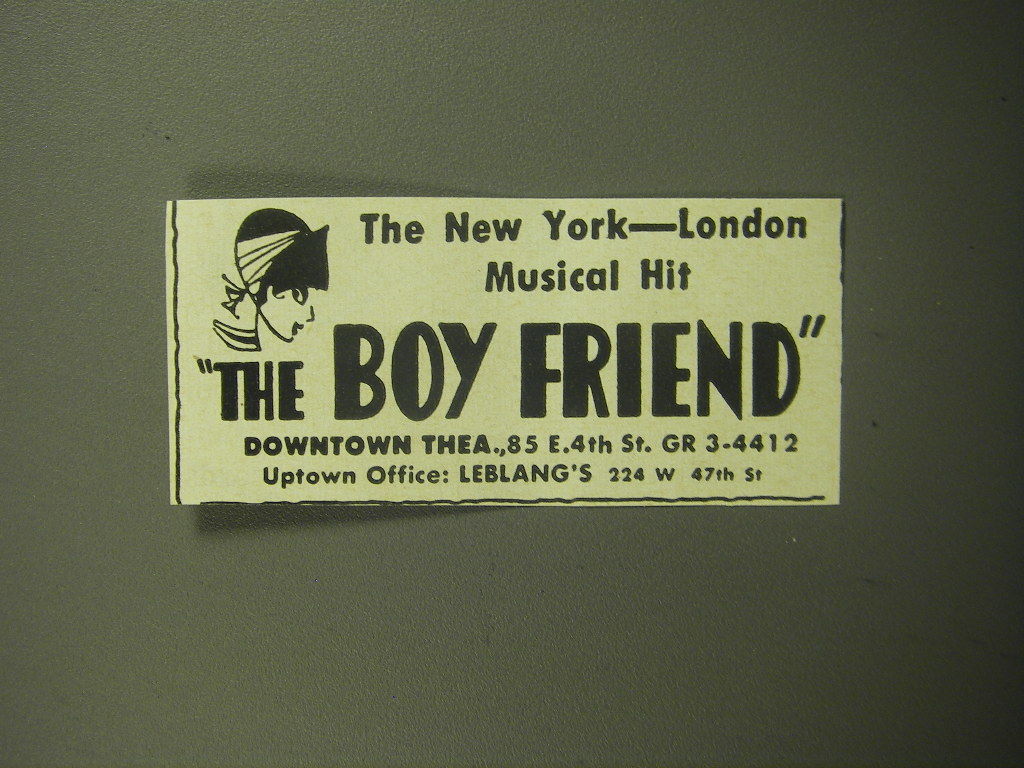 The New York—London
Musical Hit
"THE BOY FRIEND"
DOWNTOWN THEA.,85 E.4th St. GR 3-4412
Uptown Office: LEBLANG'S 224 W 47th St